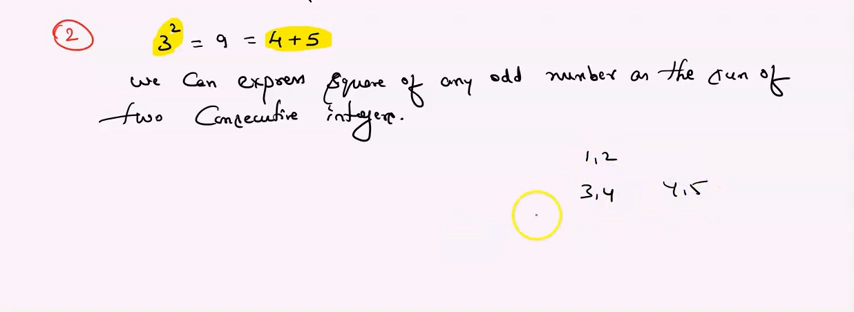 2 3² = 9 = 4+5
we can express square of any odd number as the sum of
two Consecutive integers.
1,2
3,4 4,5